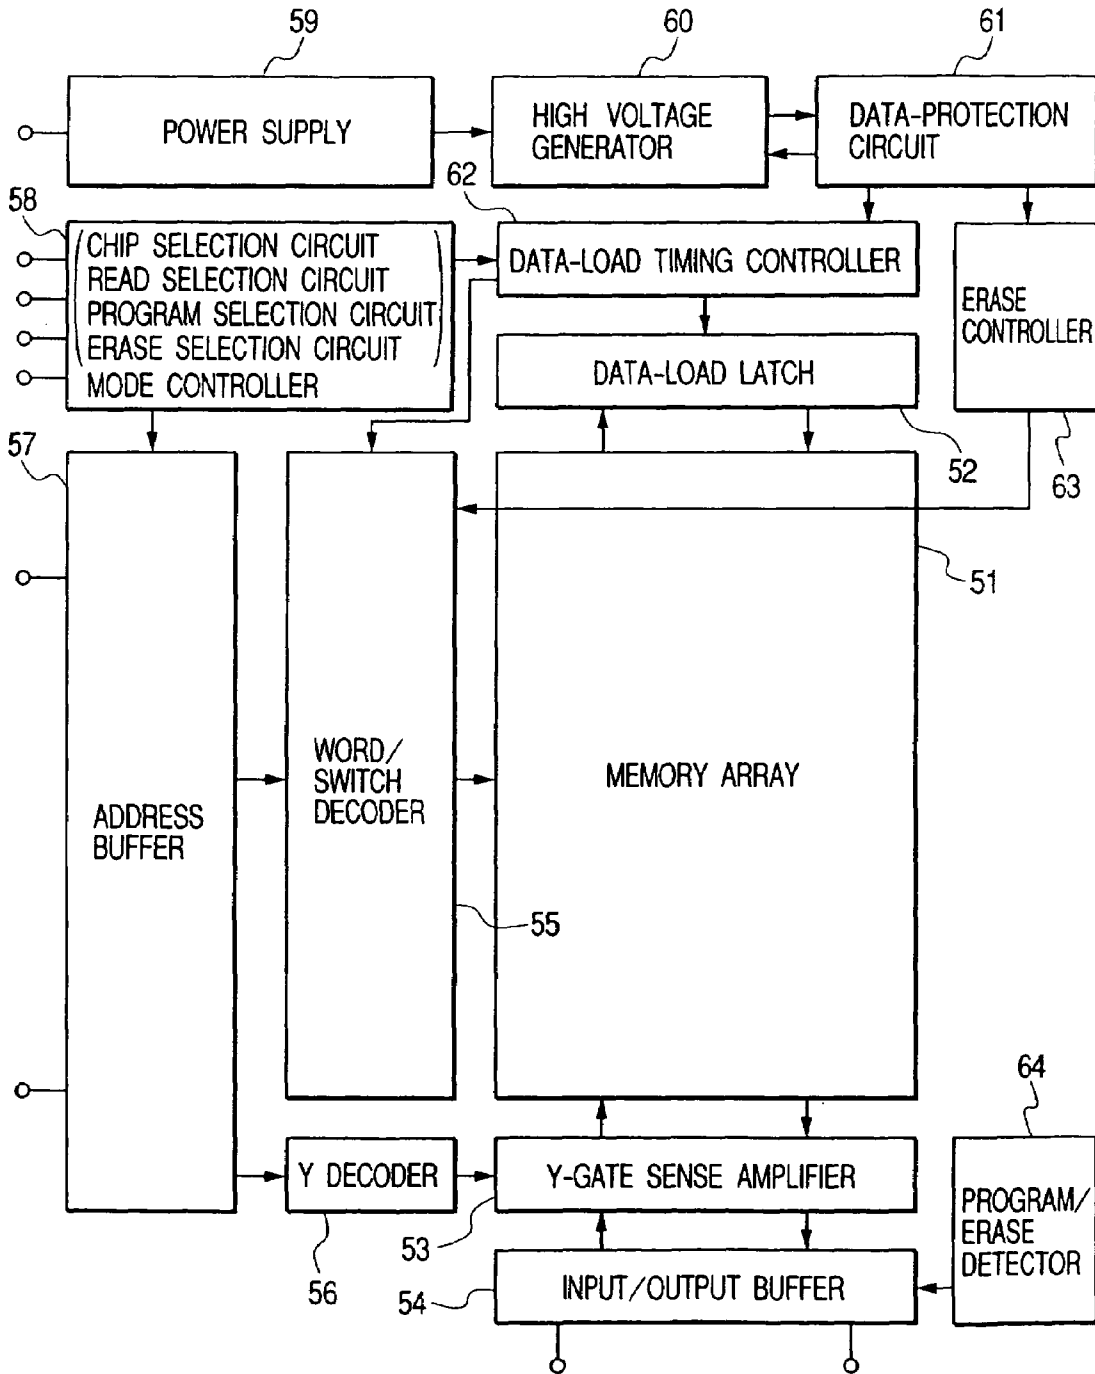 59
60
61
POWER SUPPLY
HIGH VOLTAGE
GENERATOR
DATA-PROTECTION
CIRCUIT
58
62
CHIP SELECTION CIRCUIT
READ SELECTION CIRCUIT
PROGRAM SELECTION CIRCUIT
ERASE SELECTION CIRCUIT
MODE CONTROLLER
DATA-LOAD TIMING CONTROLLER
ERASE
CONTROLLER
DATA-LOAD LATCH
57
52
63
51
WORD/
SWITCH
DECODER
MEMORY ARRAY
ADDRESS
BUFFER
55
64
Y DECODER
Y-GATE SENSE AMPLIFIER
PROGRAM/
ERASE
DETECTOR
53
56
54
INPUT/OUTPUT BUFFER